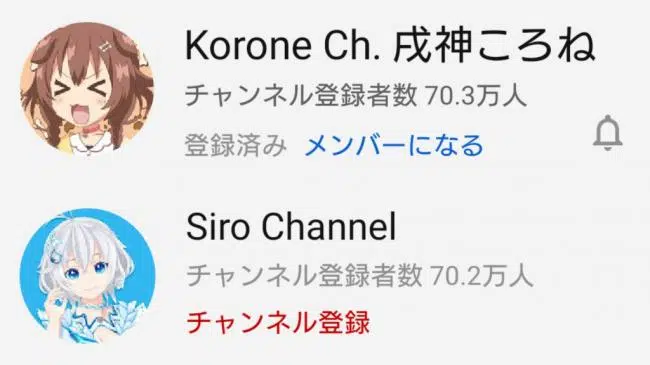 Korone Ch. 戌神ころね
チャンネル登録者数 70.3万人
登録済み メンバーになる
Siro Channel
チャンネル登録者数 70.2万人
チャンネル登録